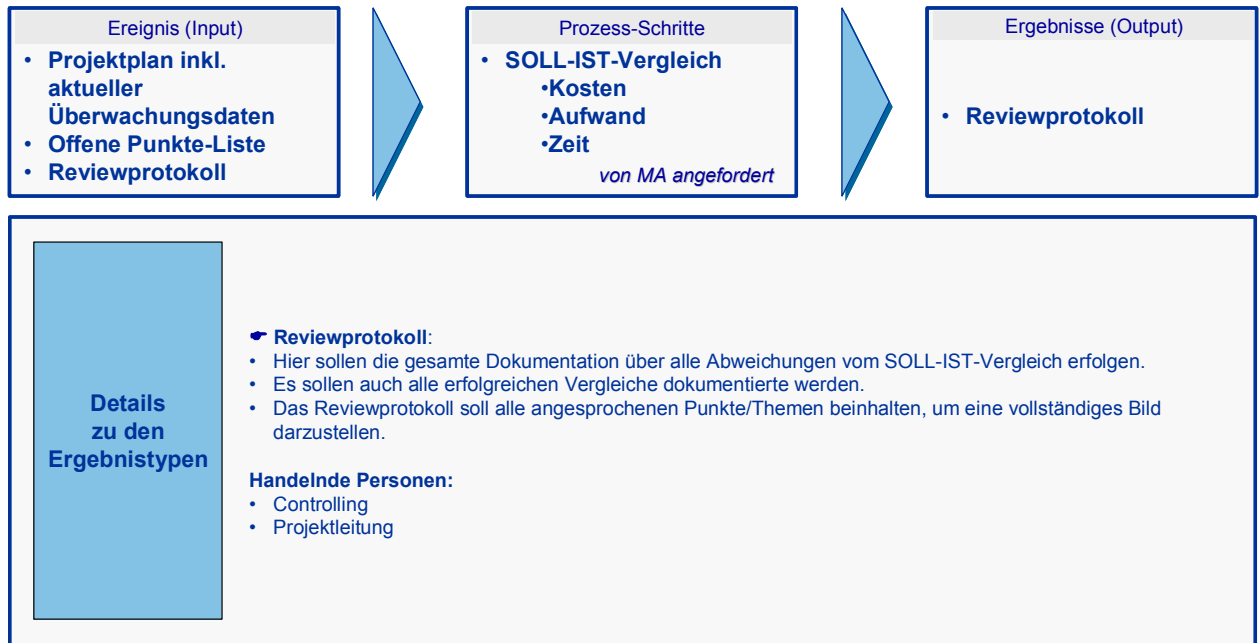 Ereignis (Input)
• Projektplan inkl.
aktueller
Überwachungsdaten
• Offene Punkte-Liste
• Reviewprotokoll
Prozess-Schritte
• SOLL-IST-Vergleich
•Kosten
•Aufwand
•Zeit
von MA angefordert
Ergebnisse (Output)
• Reviewprotokoll
Details
zu den
Ergebnistypen
☛ Reviewprotokoll:
• Hier sollen die gesamte Dokumentation über alle Abweichungen vom SOLL-IST-Vergleich erfolgen.
• Es sollen auch alle erfolgreichen Vergleiche dokumentierte werden.
• Das Reviewprotokoll soll alle angesprochenen Punkte/Themen beinhalten, um eine vollständiges Bild
darzustellen.
Handelnde Personen:
• Controlling
• Projektleitung